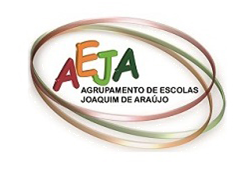 AEJA
AGRUPAMENTO DE ESCOLAS
JOAQUIM DE ARAÚJO